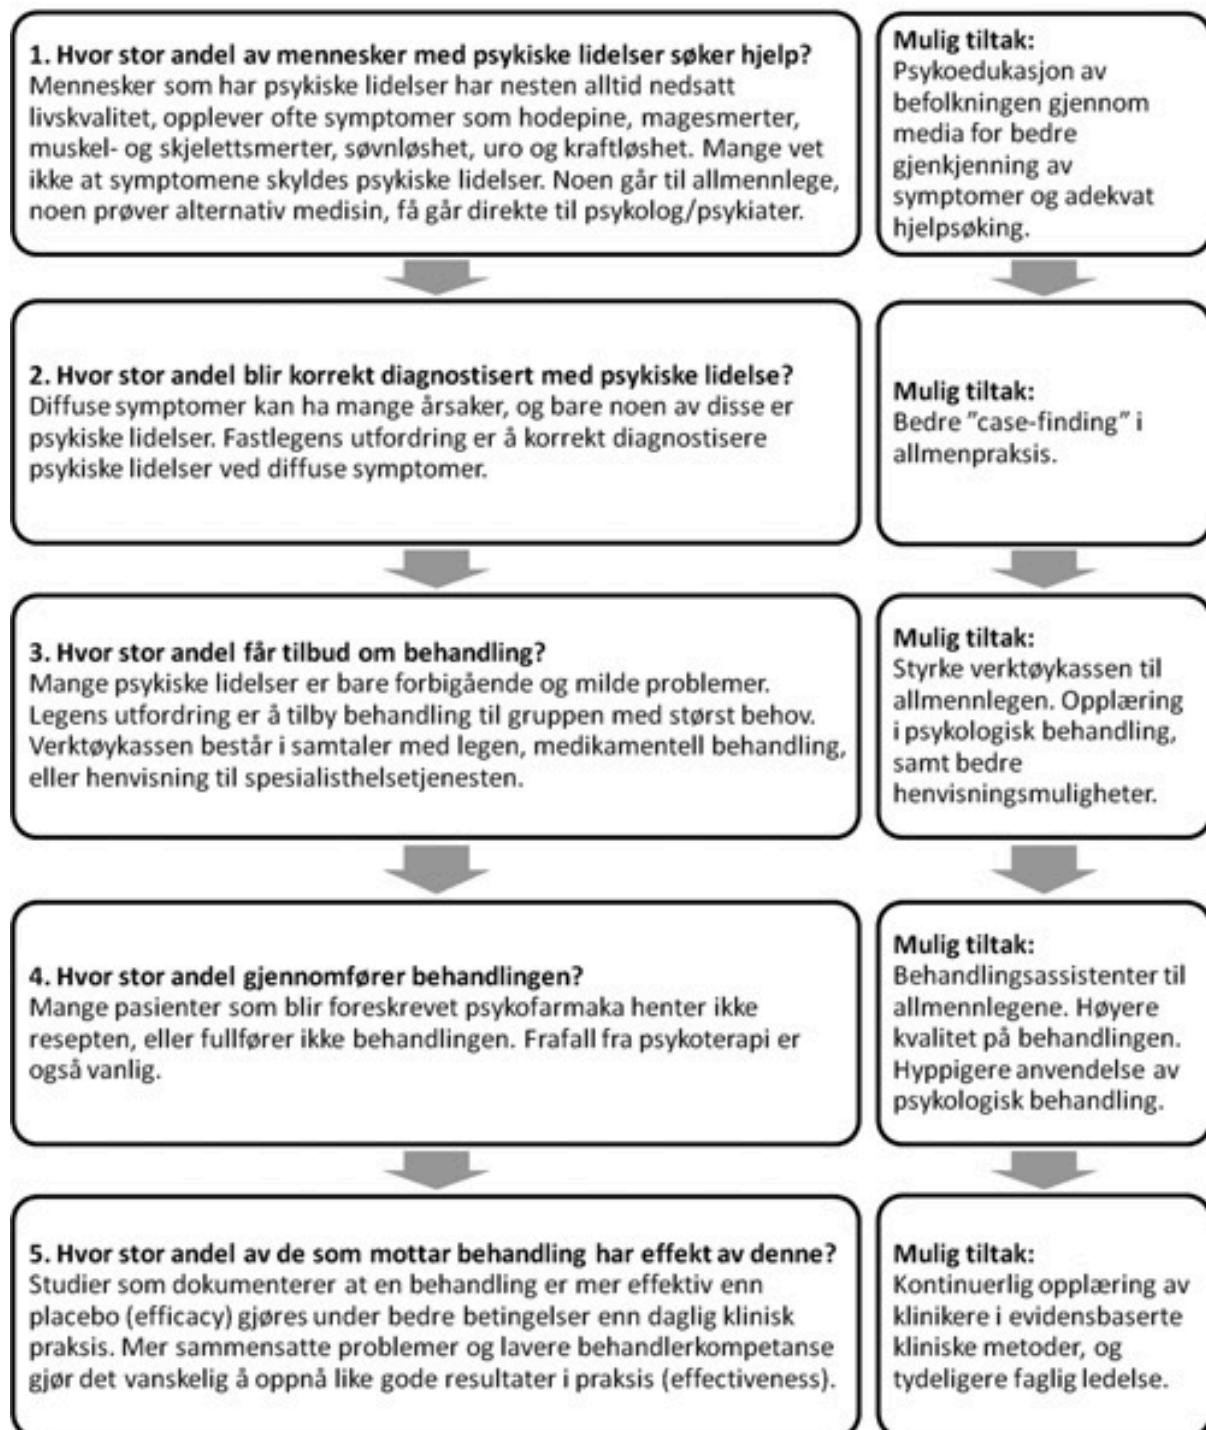 1. Hvor stor andel av mennesker med psykiske lidelser søker hjelp?
Mennesker som har psykiske lidelser har nesten alltid nedsatt
livskvalitet, opplever ofte symptomer som hodepine, magesmerter,
muskel- og skjelettsmerter, søvnløshet, uro og kraftløshet. Mange vet
ikke at symptomene skyldes psykiske lidelser. Noen går til allmennlege,
noen prøver alternativ medisin, få går direkte til psykolog/psykiater.
Mulig tiltak:
Psykoedukasjon av
befolkningen gjennom
media for bedre
gjenkjenning av
symptomer og adekvat
hjelpsøking.
2. Hvor stor andel blir korrekt diagnostisert med psykiske lidelse?
Diffuse symptomer kan ha mange årsaker, og bare noen av disse er
psykiske lidelser. Fastlegens utfordring er å korrekt diagnostisere
psykiske lidelser ved diffuse symptomer.
Mulig tiltak:
Bedre ”case-finding” i
allmenpraksis.
3. Hvor stor andel får tilbud om behandling?
Mange psykiske lidelser er bare forbigående og milde problemer.
Legens utfordring er å tilby behandling til gruppen med størst behov.
Verktøykassen består i samtaler med legen, medikamentell behandling,
eller henvisning til spesialisthelsetjenesten.
Mulig tiltak:
Styrke verktøykassen til
allmennlegen. Opplæring
i psykologisk behandling,
samt bedre
henvisningsmuligheter.
4. Hvor stor andel gjennomfører behandlingen?
Mange pasienter som blir foreskrevet psykofarmaka henter ikke
resepten, eller fullfører ikke behandlingen. Frafall fra psykoterapi er
også vanlig.
Mulig tiltak:
Behandlingsassistenter til
allmennlegene. Høyere
kvalitet på behandlingen.
Hyppigere anvendelse av
psykologisk behandling.
5. Hvor stor andel av de som mottar behandling har effekt av denne?
Studier som dokumenterer at en behandling er mer effektiv enn
placebo (efficacy) gjøres under bedre betingelser enn daglig klinisk
praksis. Mer sammensatte problemer og lavere behandlerkompetanse
gjør det vanskelig å oppnå like gode resultater i praksis (effectiveness).
Mulig tiltak:
Kontinuerlig opplæring av
klinikere i evidensbaserte
kliniske metoder, og
tydeligere faglig ledelse.